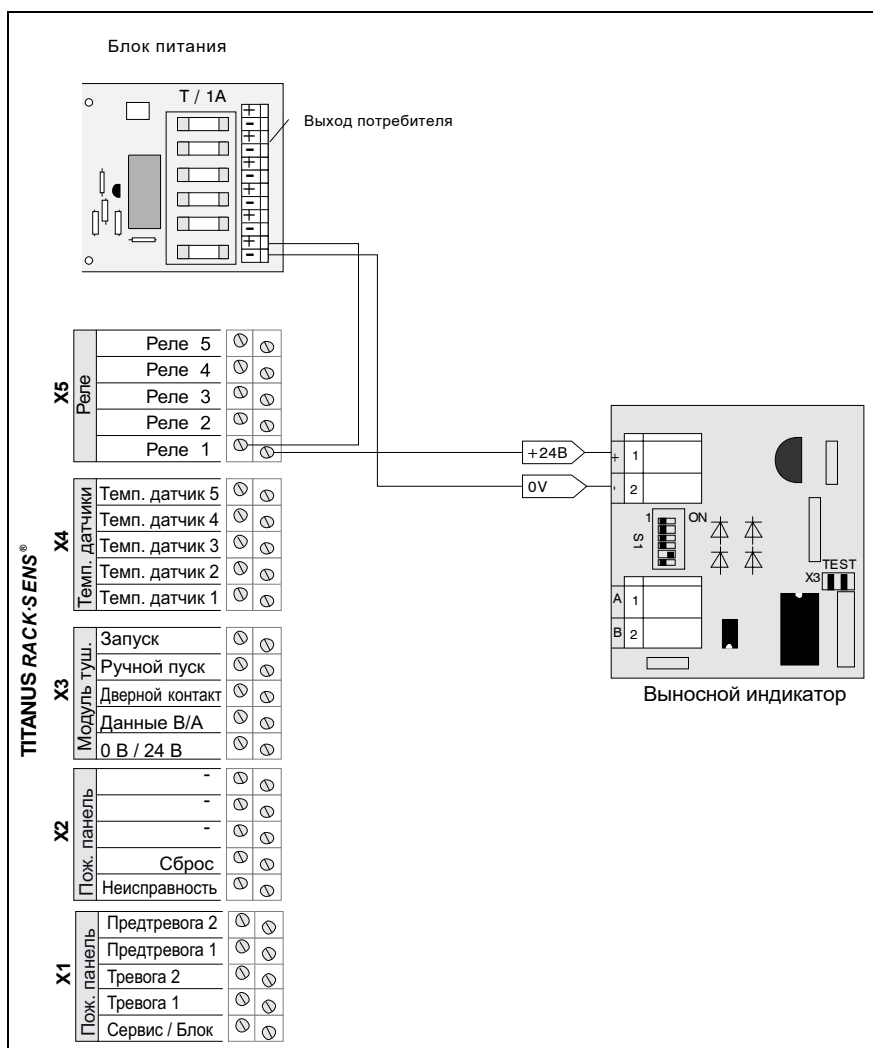 Блок питания
T / 1A
+
-
+
-
+
-
+
-
+
-
+
-
Выход потребителя
TITANUS RACK·SENS®
X5
Реле
Реле 5
Реле 4
Реле 3
Реле 2
Реле 1
X4
Темп. датчики
Темп. датчик 5
Темп. датчик 4
Темп. датчик 3
Темп. датчик 2
Темп. датчик 1
X3
Модуль туш.
Запуск
Ручной пуск
Дверной контакт
Данные В/А
0 В / 24 В
X2
Пож. панель
-
-
-
Сброс
Неисправность
X1
Пож. панель
Предтревога 2
Предтревога 1
Тревога 2
Тревога 1
Сервис / Блок
+24В
0V
+ 1
- 2
1 ON
S1
TEST
X3
A 1
B 2
Выносной индикатор